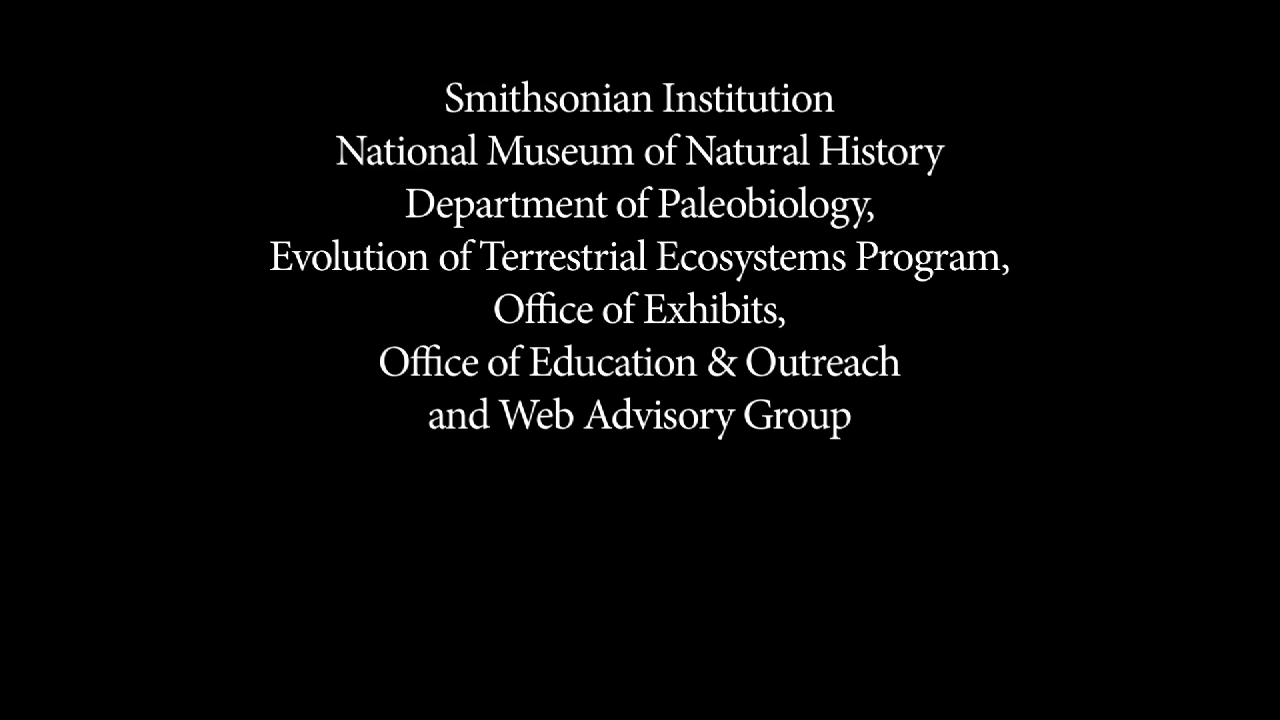 Smithsonian Institution
National Museum of Natural History
Department of Paleobiology,
Evolution of Terrestrial Ecosystems Program,
Office of Exhibits,
Office of Education & Outreach
and Web Advisory Group